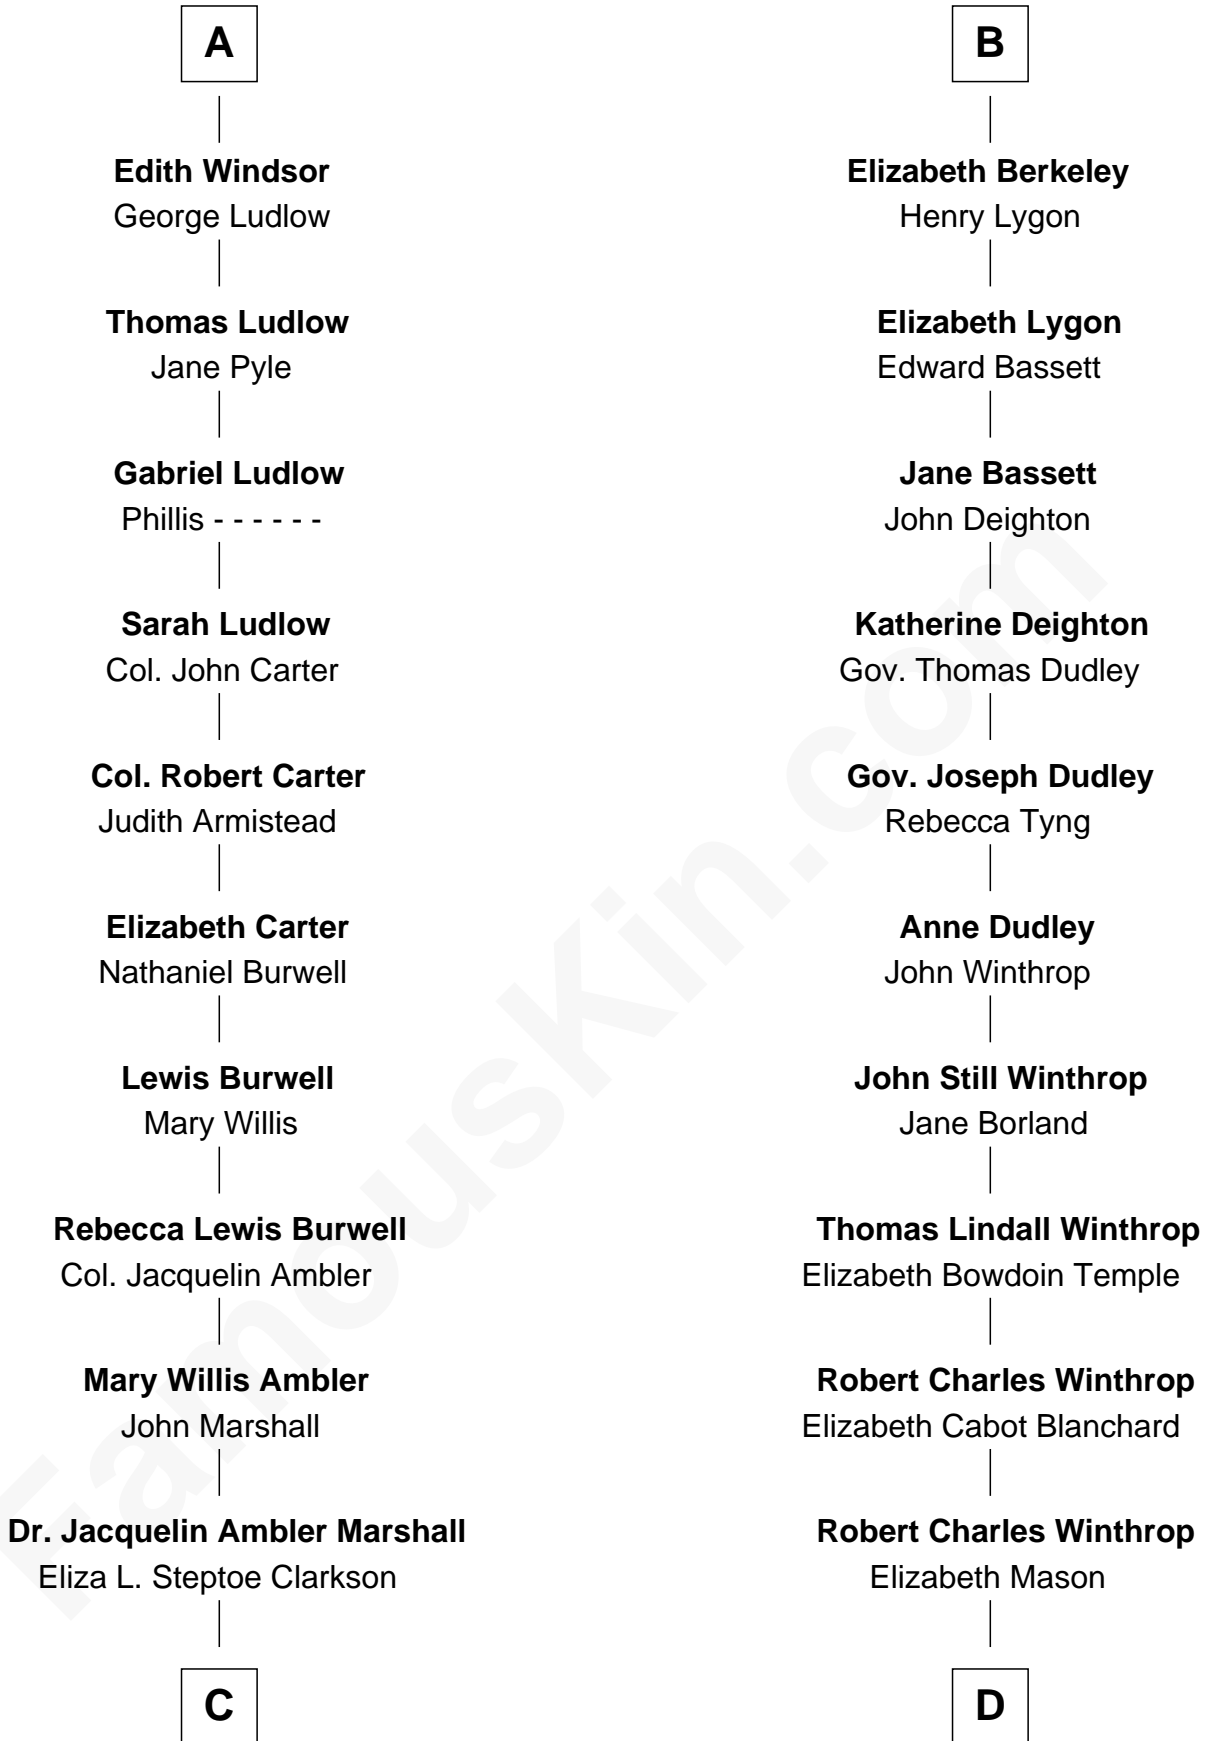 A
Edith Windsor
George Ludlow
Thomas Ludlow
Jane Pyle
Gabriel Ludlow
Phillis - - - - - -
Sarah Ludlow
Col. John Carter
Col. Robert Carter
Judith Armistead
Elizabeth Carter
Nathaniel Burwell
Lewis Burwell
Mary Willis
Rebecca Lewis Burwell
Col. Jacquelin Ambler
Mary Willis Ambler
John Marshall
Dr. Jacquelin Ambler Marshall
Eliza L. Steptoe Clarkson
C
B
Elizabeth Berkeley
Henry Lygon
Elizabeth Lygon
Edward Bassett
Jane Bassett
John Deighton
Katherine Deighton
Gov. Thomas Dudley
Gov. Joseph Dudley
Rebecca Tyng
Anne Dudley
John Winthrop
John Still Winthrop
Jane Borland
Thomas Lindall Winthrop
Elizabeth Bowdoin Temple
Robert Charles Winthrop
Elizabeth Cabot Blanchard
Robert Charles Winthrop
Elizabeth Mason
D
FamousKin.com